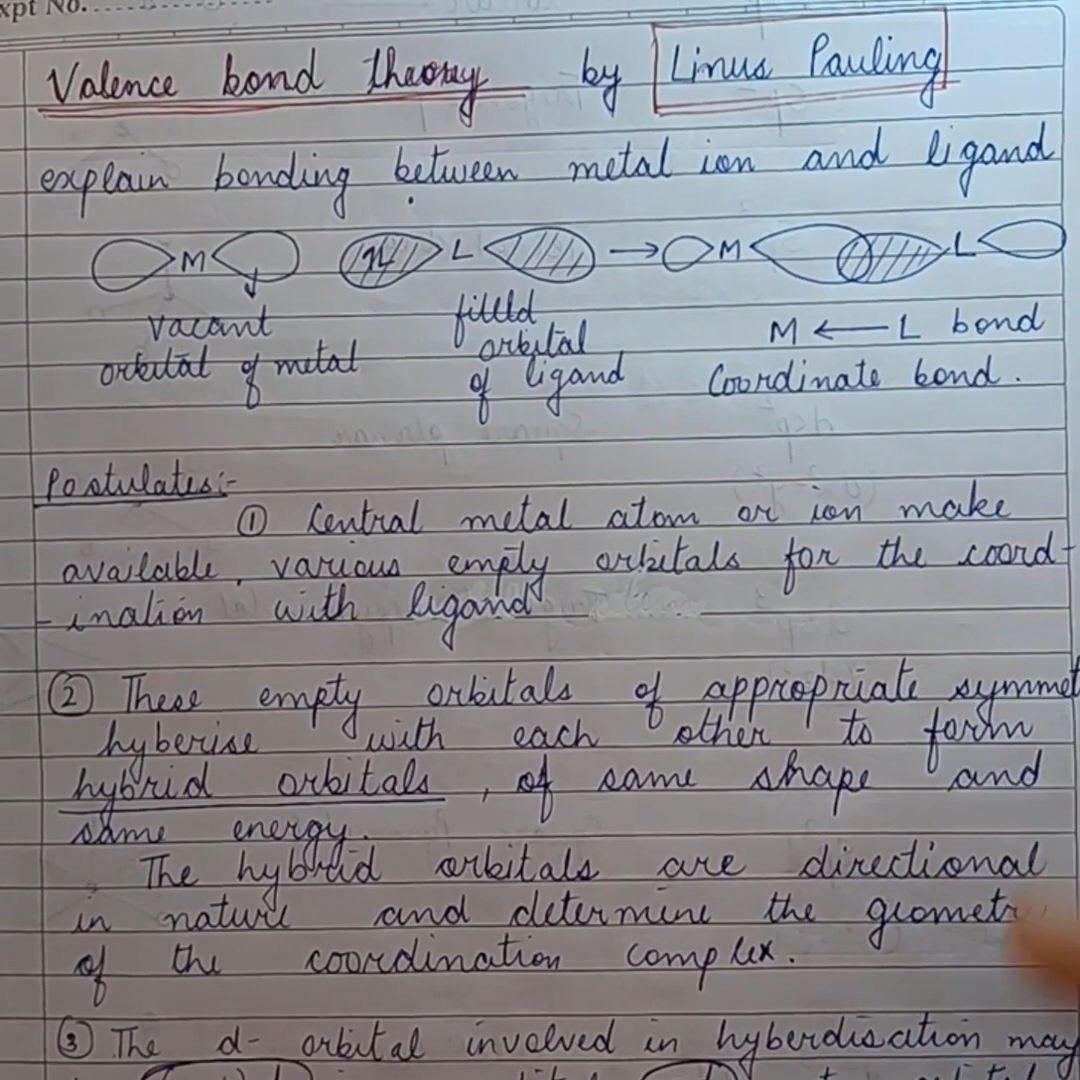 xpt No.
Valence bond theory by Linus Pauling
explain bonding between metal ion and ligand
M L → M L
vacant filled M ← L bond
orbital of metal orbital of ligand Coordinate bond.
Postulates:-
① Central metal atom or ion make
available various empty orbitals for the coord-
-ination with ligand
② These empty orbitals of appropriate symmet
hyberise with each other to form
hybrid orbitals, of same shape and
same energy.
The hybrid orbitals are directional
in nature and determine the geometr
of the coordination complex.
③ The d- orbital involved in hyberdisation may